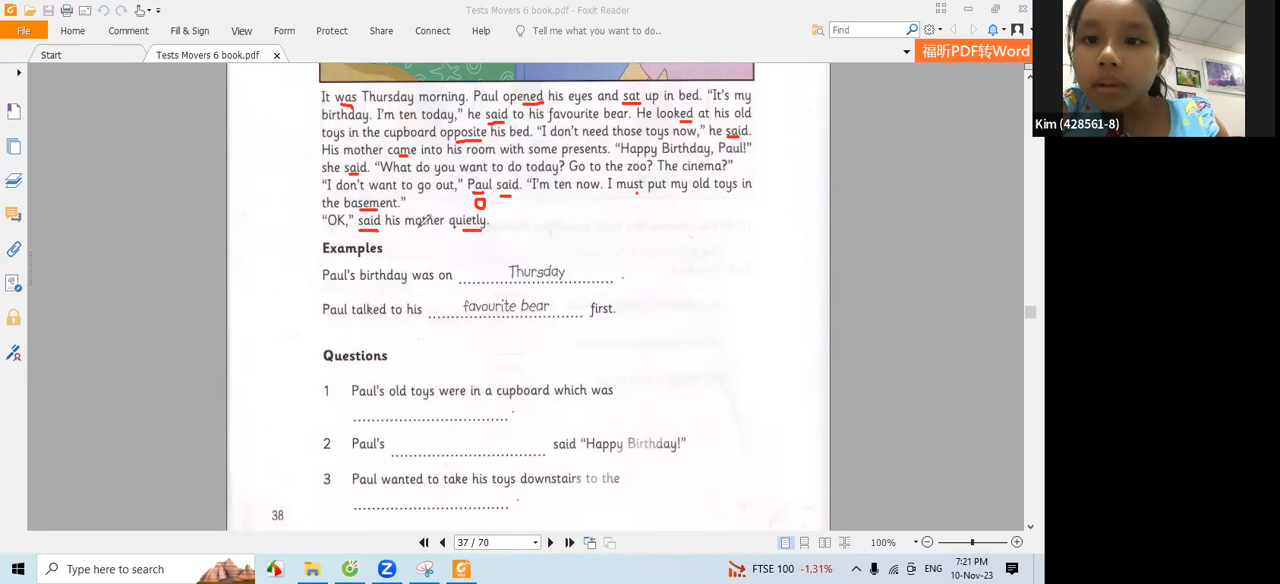 Tests Movers 6 book.pdf - Foxit Reader
File Home Comment Fill & Sign View Form Protect Share Connect Help Tell me what you want to do.. Find
Start Tests Movers 6 book.pdf
福昕PDF转Word
Kim (428561-8)
It was Thursday morning. Paul opened his eyes and sat up in bed. "It's my
birthday. I'm ten today," he said to his favourite bear. He looked at his old
toys in the cupboard opposite his bed. "I don't need those toys now," he said.
His mother came into his room with some presents. "Happy Birthday, Paul!"
she said. "What do you want to do today? Go to the zoo? The cinema?"
"I don't want to go out," Paul said. "I'm ten now. I must put my old toys in
the basement."
"OK," said his mother quietly.
Examples
Paul's birthday was on Thursday .
Paul talked to his favourite bear first.
Questions
1 Paul's old toys were in a cupboard which was
.
2 Paul's said "Happy Birthday!"
3 Paul wanted to take his toys downstairs to the
.
38
37 / 70
100%
Type here to search
FTSE 100 -1,31%
ENG
7:21 PM
10-Nov-23